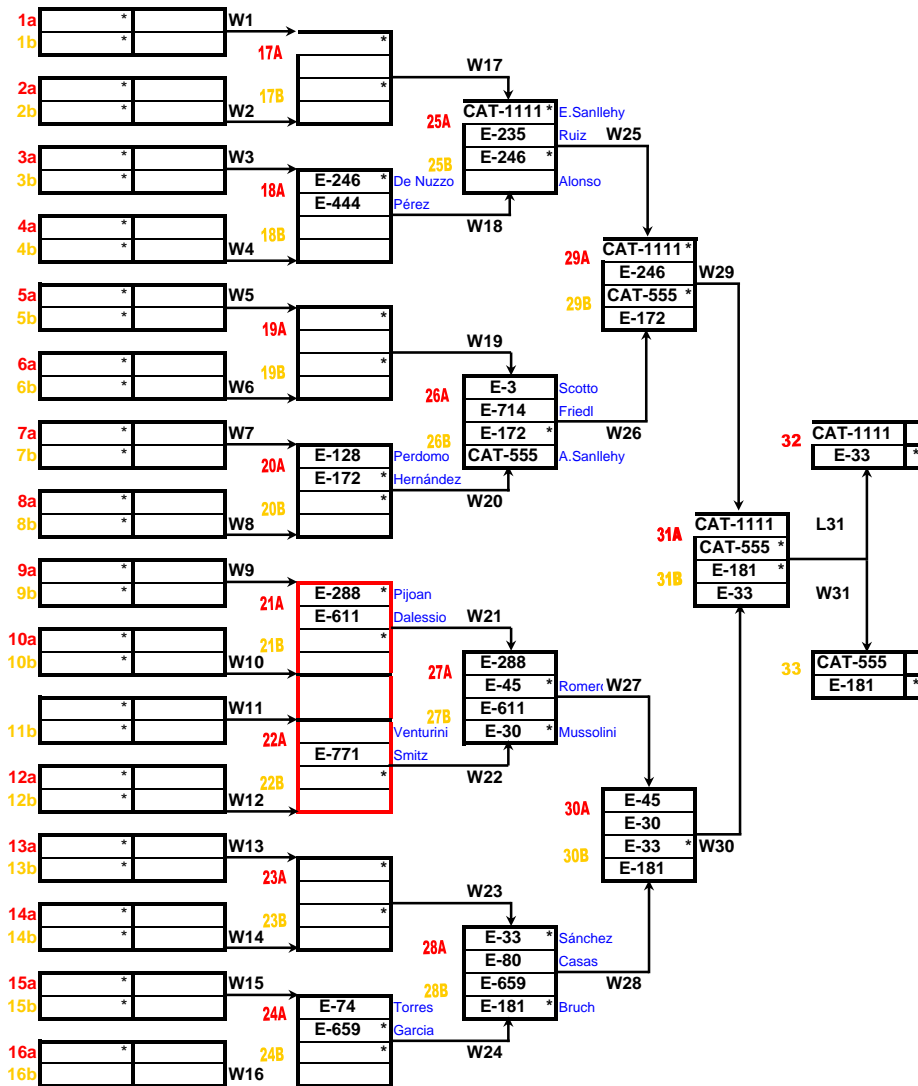 1a * W1
1b *
17A *
2a * W17
2b * W2
17B *
25A CAT-1111 * E.Sanllehy
E-235 Ruiz W25
25B E-246 *
Alonso
3a * W3
3b *
18A E-246 * De Nuzzo
E-444 Pérez
W18
4a *
4b * W4
18B
29A CAT-1111 *
E-246 W29
29B CAT-555 *
E-172
5a * W5
5b *
19A *
W19
6a *
6b * W6
19B *
26A E-3 Scotto
E-714 Friedl
26B E-172 * W26
CAT-555 A.Sanllehy
7a * W7
7b *
20A E-128 Perdomo
E-172 * Hernández
W20
8a *
8b * W8
20B *
32 CAT-1111
E-33 *
31A CAT-1111 L31
CAT-555 *
31B E-181 *
E-33 W31
33 CAT-555
E-181 *
9a * W9
9b *
21A E-288 * Pijoan
E-611 Dalessio W21
10a *
10b * W10
21B *
27A E-288
E-45 * Romero W27
27B E-611
E-30 * Mussolini
* W11
11b *
22A Venturini
E-771 Smitz
W22
12a *
12b * W12
22B *
30A E-45
E-30
30B E-33 * W30
E-181
13a * W13
13b *
23A *
W23
14a *
14b * W14
23B *
28A E-33 * Sánchez
E-80 Casas
28B E-659 W28
E-181 * Bruch
15a * W15
15b *
24A E-74 Torres
E-659 * Garcia
W24
16a *
16b W16
24B *